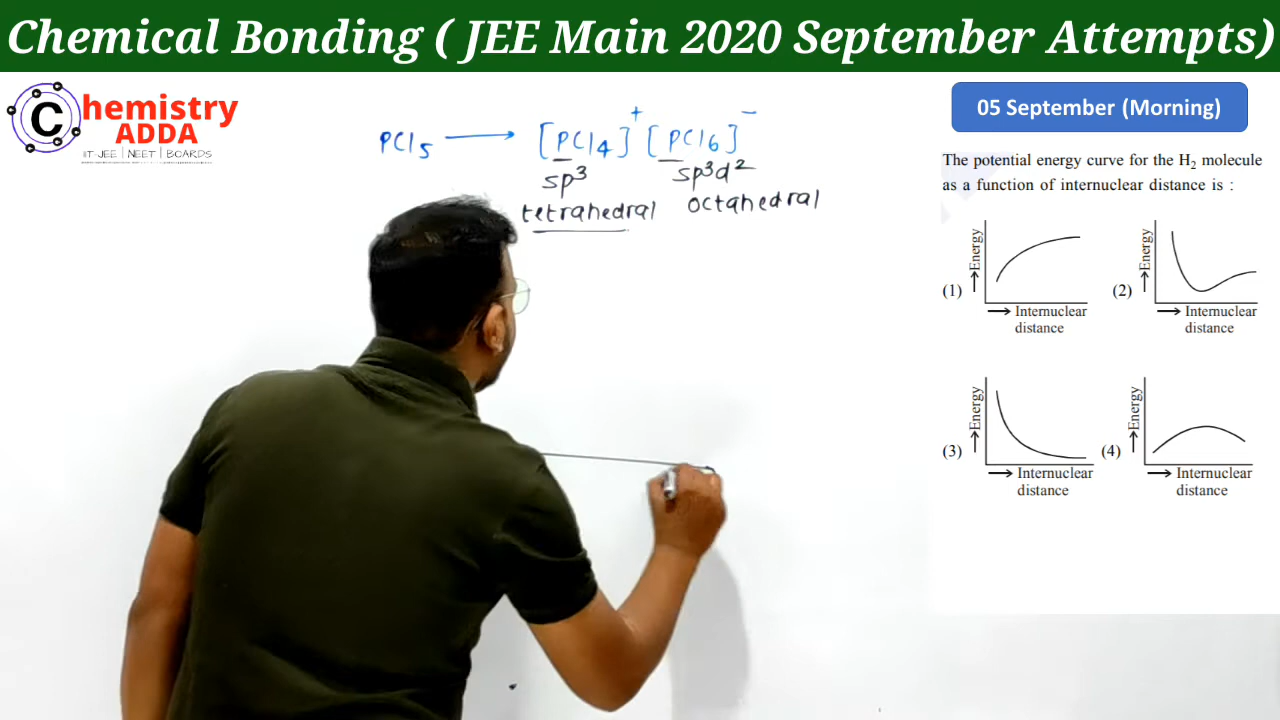 Chemical Bonding ( JEE Main 2020 September Attempts)
Chemistry
ADDA
IIT-JEE | NEET | BOARDS
PCl5 ⟶ [PCl4]+ [PCl6]−
sp³ sp³d²
tetrahedral octahedral
05 September (Morning)
The potential energy curve for the H2 molecule
as a function of internuclear distance is :
(1) → Energy
→ Internuclear
distance
(2) → Energy
→ Internuclear
distance
(3) → Energy
→ Internuclear
distance
(4) → Energy
→ Internuclear
distance